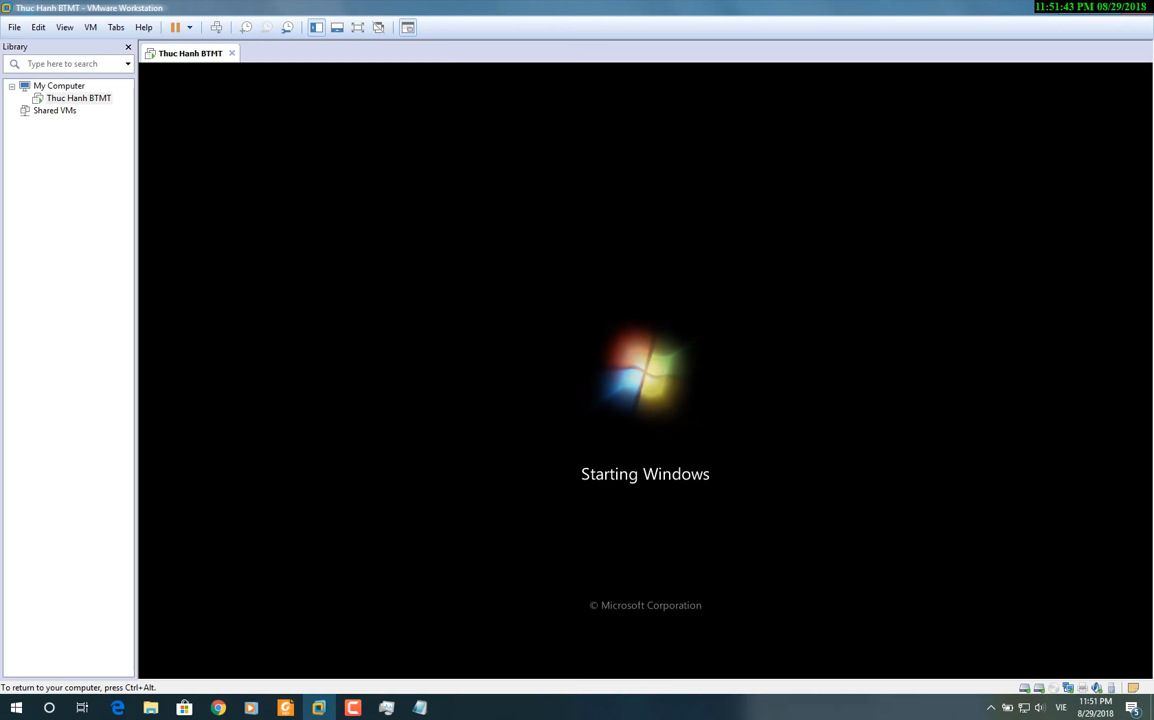 Thuc Hanh BTMT - VMware Workstation
11:51:43 PM 08/29/2018
File Edit View VM Tabs Help
Library
Thuc Hanh BTMT
Type here to search
My Computer
Thuc Hanh BTMT
Shared VMs
Starting Windows
© Microsoft Corporation
To return to your computer, press Ctrl+Alt.
VIE
11:51 PM
8/29/2018
5